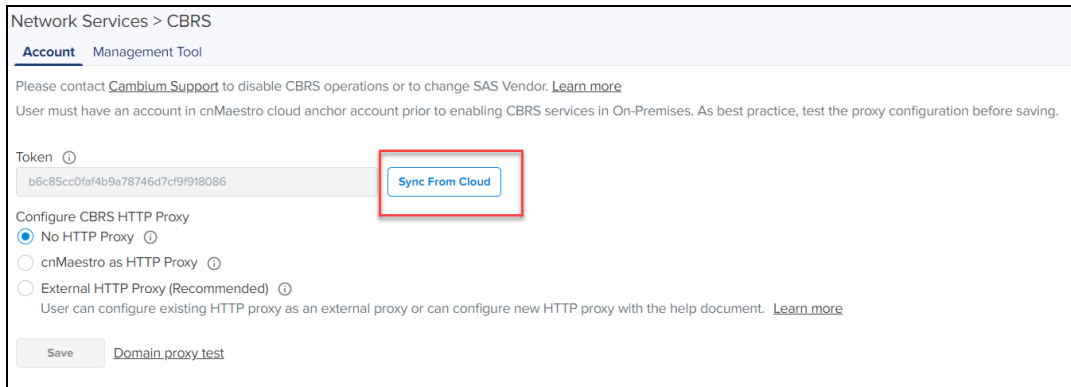 Network Services > CBRS
Account Management Tool
Please contact Cambium Support to disable CBRS operations or to change SAS Vendor. Learn more
User must have an account in cnMaestro cloud anchor account prior to enabling CBRS services in On-Premises. As best practice, test the proxy configuration before saving.
Token
b6c85cc0faf4b9a78746d7cf9f918086 Sync From Cloud
Configure CBRS HTTP Proxy
No HTTP Proxy
cnMaestro as HTTP Proxy
External HTTP Proxy (Recommended)
User can configure existing HTTP proxy as an external proxy or can configure new HTTP proxy with the help document. Learn more
Save Domain proxy test